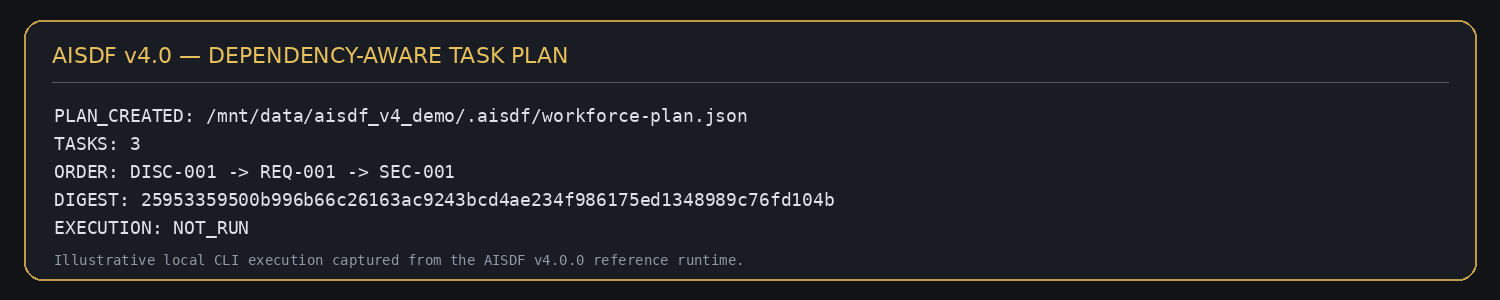 AISDF v4.0 — DEPENDENCY-AWARE TASK PLAN
PLAN_CREATED: /mnt/data/aisdf_v4_demo/.aisdf/workforce-plan.json
TASKS: 3
ORDER: DISC-001 -> REQ-001 -> SEC-001
DIGEST: 25953359500b996b66c26163ac9243bcd4ae234f986175ed1348989c76fd104b
EXECUTION: NOT_RUN
Illustrative local CLI execution captured from the AISDF v4.0.0 reference runtime.